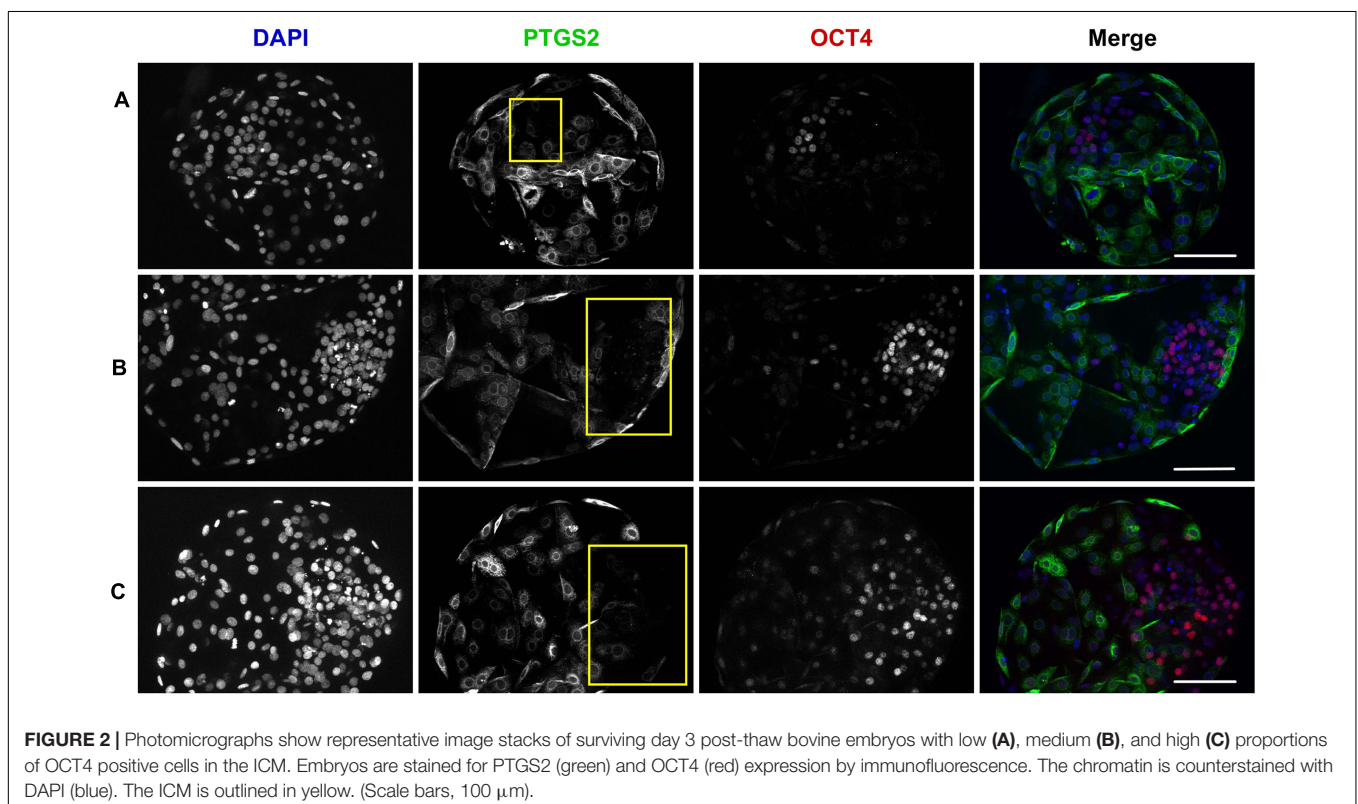 DAPI PTGS2 OCT4 Merge
A
B
C
FIGURE 2 | Photomicrographs show representative image stacks of surviving day 3 post-thaw bovine embryos with low (A), medium (B), and high (C) proportions
of OCT4 positive cells in the ICM. Embryos are stained for PTGS2 (green) and OCT4 (red) expression by immunofluorescence. The chromatin is counterstained with
DAPI (blue). The ICM is outlined in yellow. (Scale bars, 100 μm).